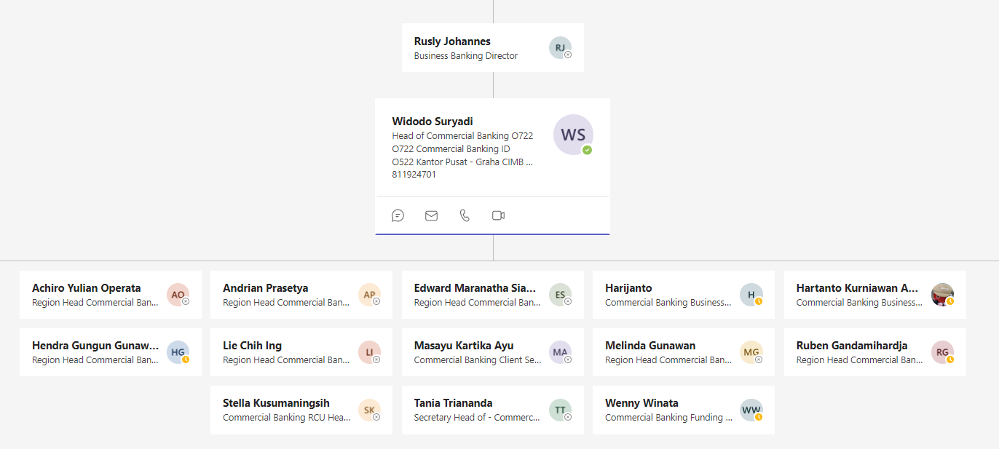 Rusly Johannes
Business Banking Director
RJ
Widodo Suryadi
Head of Commercial Banking O722
O722 Commercial Banking ID
O522 Kantor Pusat - Graha CIMB ...
811924701
WS
Achiro Yulian Operata
Region Head Commercial Ban...
AO
Andrian Prasetya
Region Head Commercial Ban...
AP
Edward Maranatha Sia...
Region Head Commercial Ban...
ES
Harijanto
Commercial Banking Business...
H
Hartanto Kurniawan A...
Commercial Banking Business...
Hendra Gungun Gunaw...
Region Head Commercial Ban...
HG
Lie Chih Ing
Region Head Commercial Ban...
LI
Masayu Kartika Ayu
Commercial Banking Client Se...
MA
Melinda Gunawan
Region Head Commercial Ban...
MG
Ruben Gandamihardja
Region Head Commercial Ban...
RG
Stella Kusumaningsih
Commercial Banking RCU Hea...
SK
Tania Triananda
Secretary Head of - Commerc...
TT
Wenny Winata
Commercial Banking Funding ...
WW